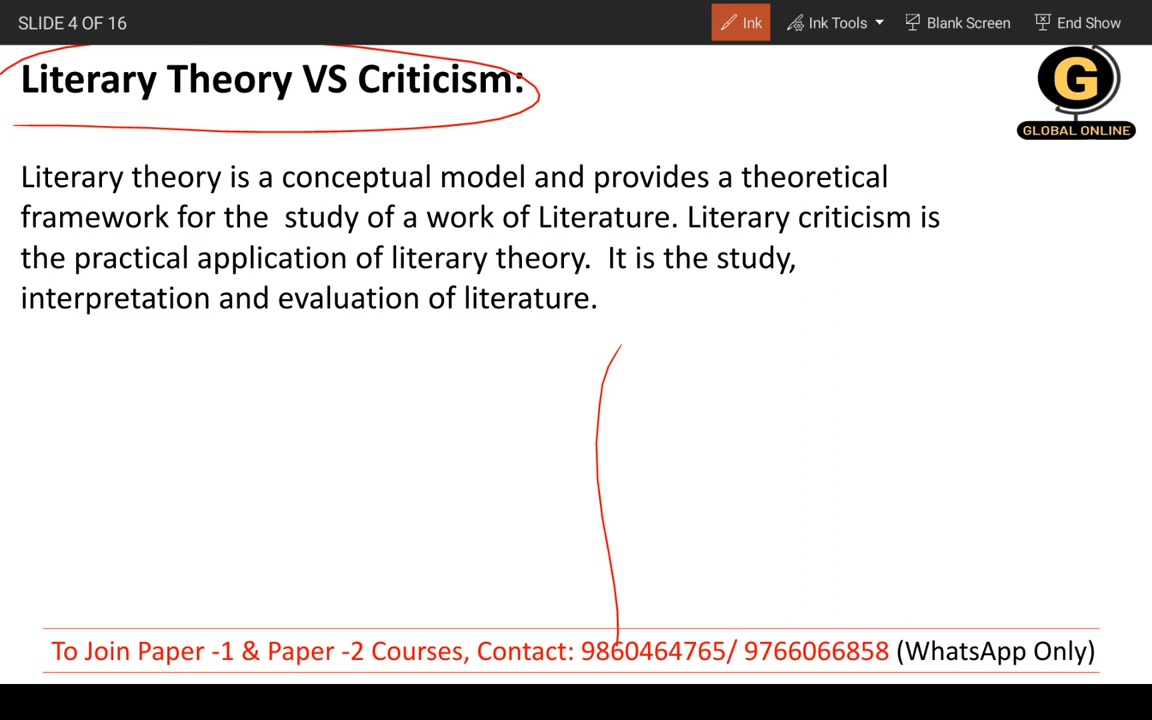 SLIDE 4 OF 16
Ink
Ink Tools
Blank Screen
End Show
Literary Theory VS Criticism:
G
GLOBAL ONLINE
Literary theory is a conceptual model and provides a theoretical
framework for the  study of a work of Literature. Literary criticism is
the practical application of literary theory.  It is the study,
interpretation and evaluation of literature.
To Join Paper -1 & Paper -2 Courses, Contact: 9860464765/ 9766066858 (WhatsApp Only)